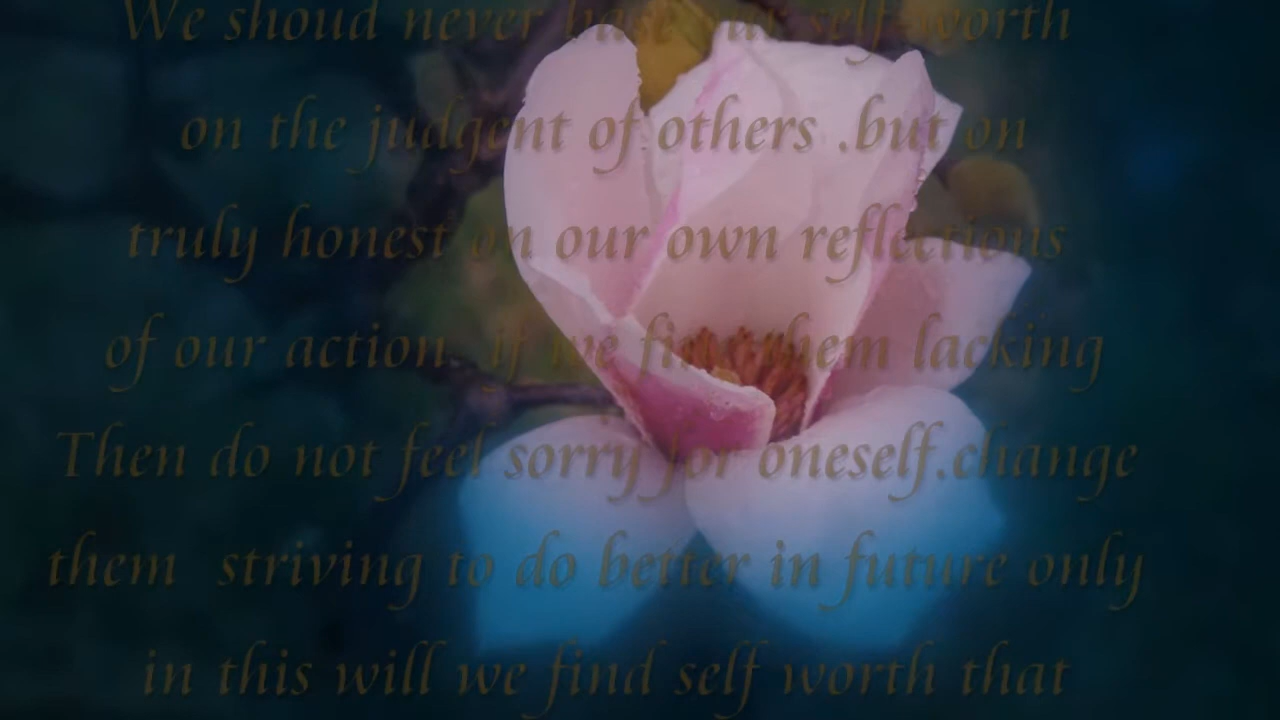 We shoud never base our self-worth
on the judgent of others .but on
truly honest on our own reflections
of our action. if we find them lacking
Then do not feel sorry for oneself.change
them striving to do better in future only
in this will we find self worth that